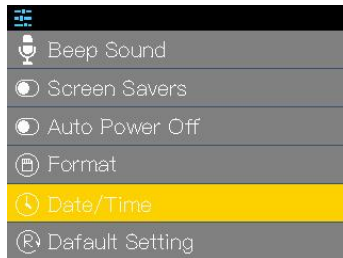 Beep Sound
Screen Savers
Auto Power Off
Format
Date/Time
Dafault Setting